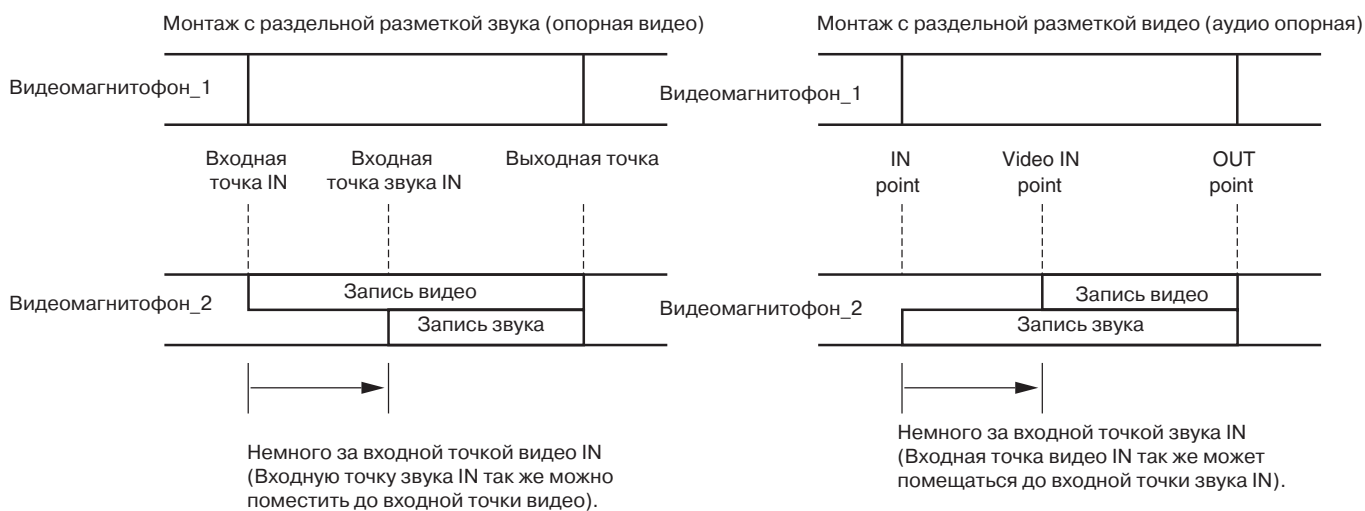 Монтаж с раздельной разметкой звука (опорная видео)
Видеомагнитофон_1
Входная
точка IN
Входная
точка звука IN
Выходная точка
Видеомагнитофон_2
Запись видео
Запись звука
Немного за входной точкой видео IN
(Входную точку звука IN так же можно
поместить до входной точки видео).
Монтаж с раздельной разметкой видео (аудио опорная)
Видеомагнитофон_1
IN
point
Video IN
point
OUT
point
Видеомагнитофон_2
Запись видео
Запись звука
Немного за входной точкой звука IN
(Входная точка видео IN так же может
помещаться до входной точки звука IN).